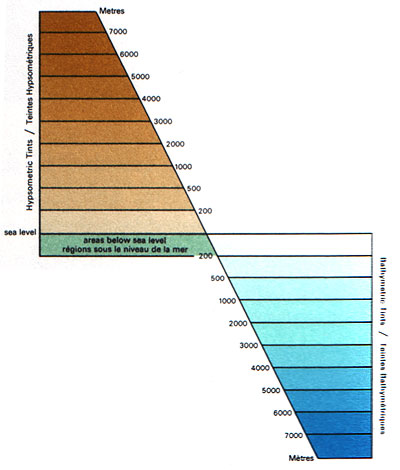 Metres
7000
6000
5000
4000
3000
2000
1000
500
200
Hypsometric Tints / Teintes Hypsométriques
sea level
areas below sea level
régions sous le niveau de la mer
200
500
1000
2000
3000
4000
5000
6000
7000
Mètres
Bathymetric Tints / Teintes Bathymétriques